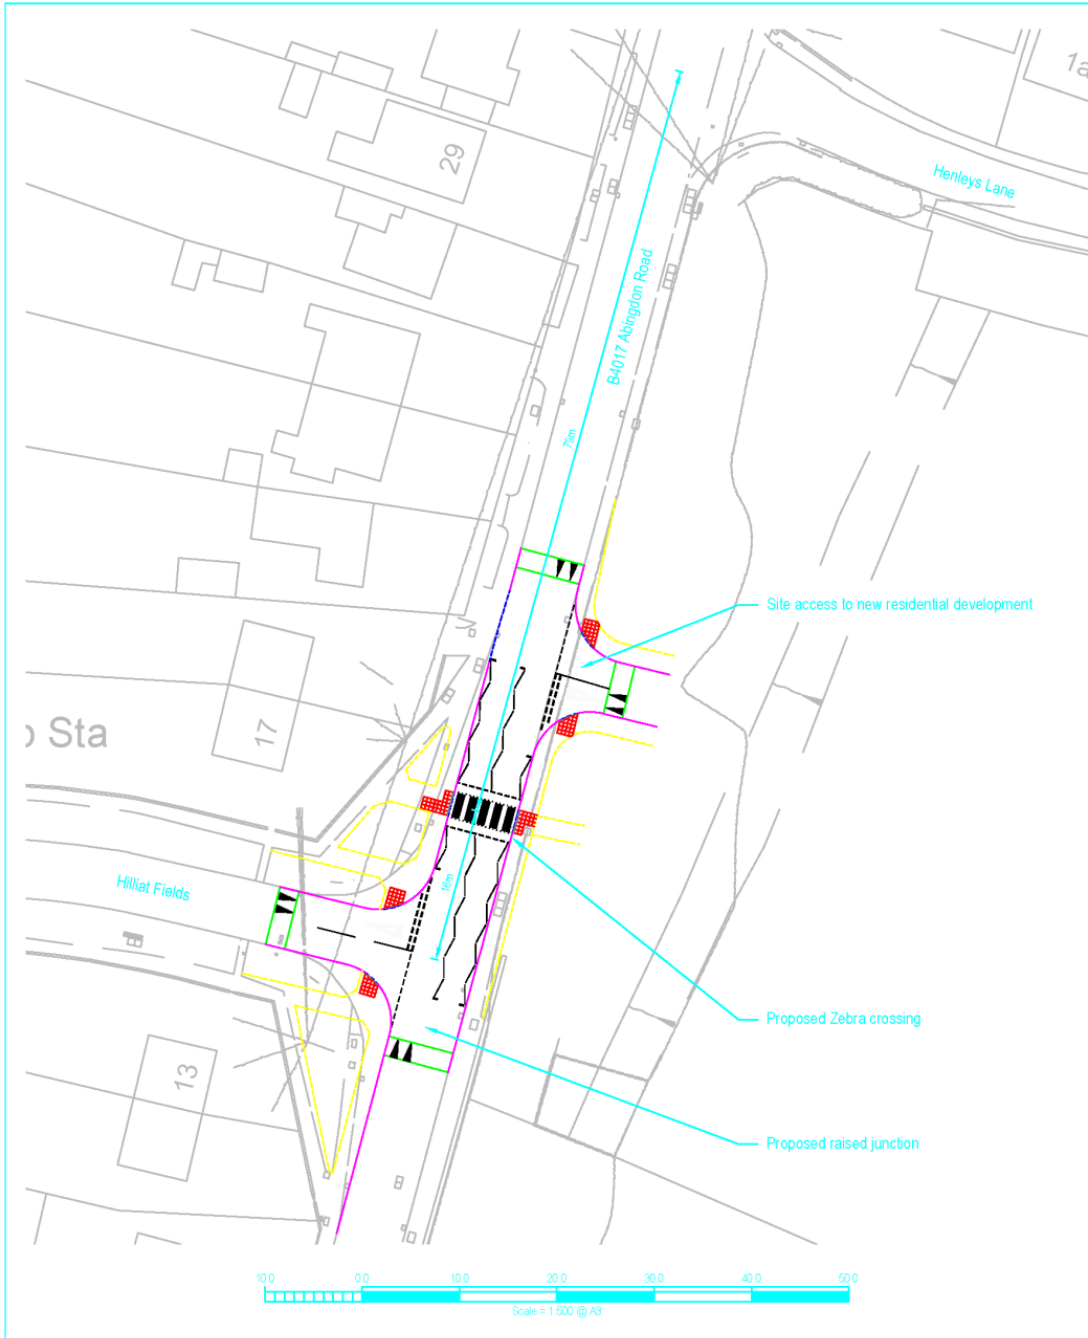 1a
29
Henleys Lane
B4017 Abingdon Road
79m
Site access to new residential development
o Sta
17
Hilliat Fields
16m
Proposed Zebra crossing
13
Proposed raised junction
10.0 0.0 10.0 20.0 30.0 40.0 50.0
Scale = 1:500 @ A3